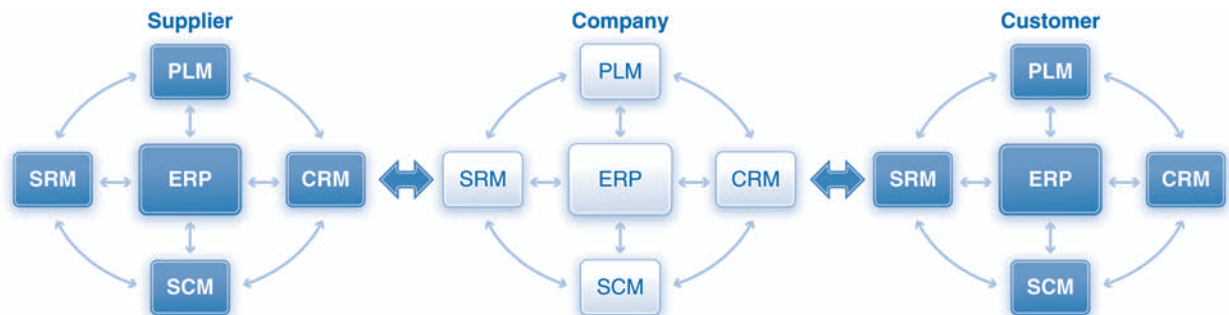 Supplier
Company
Customer
PLM
PLM
PLM
SRM
ERP
CRM
SRM
ERP
CRM
SRM
ERP
CRM
SCM
SCM
SCM